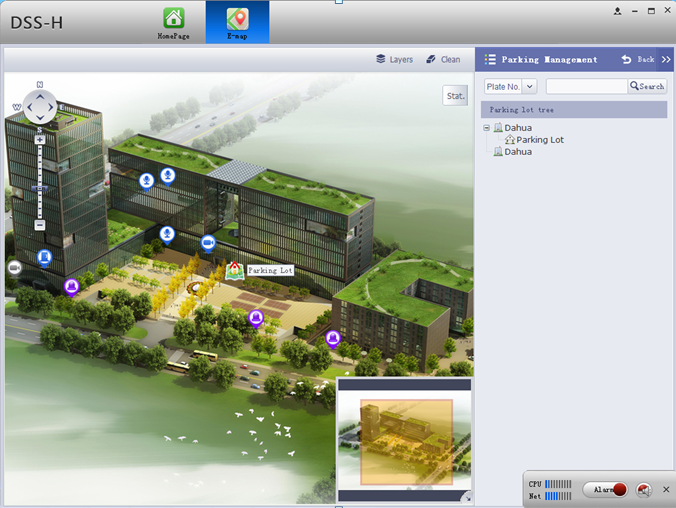 DSS-H
HomePage
E-map
Layers
Clean
Parking Management
Back
Stat.
Plate No.
Search
Parking lot tree
Dahua
Parking Lot
Dahua
N
W
E
S
Parking Lot
CPU
Net
Alarm